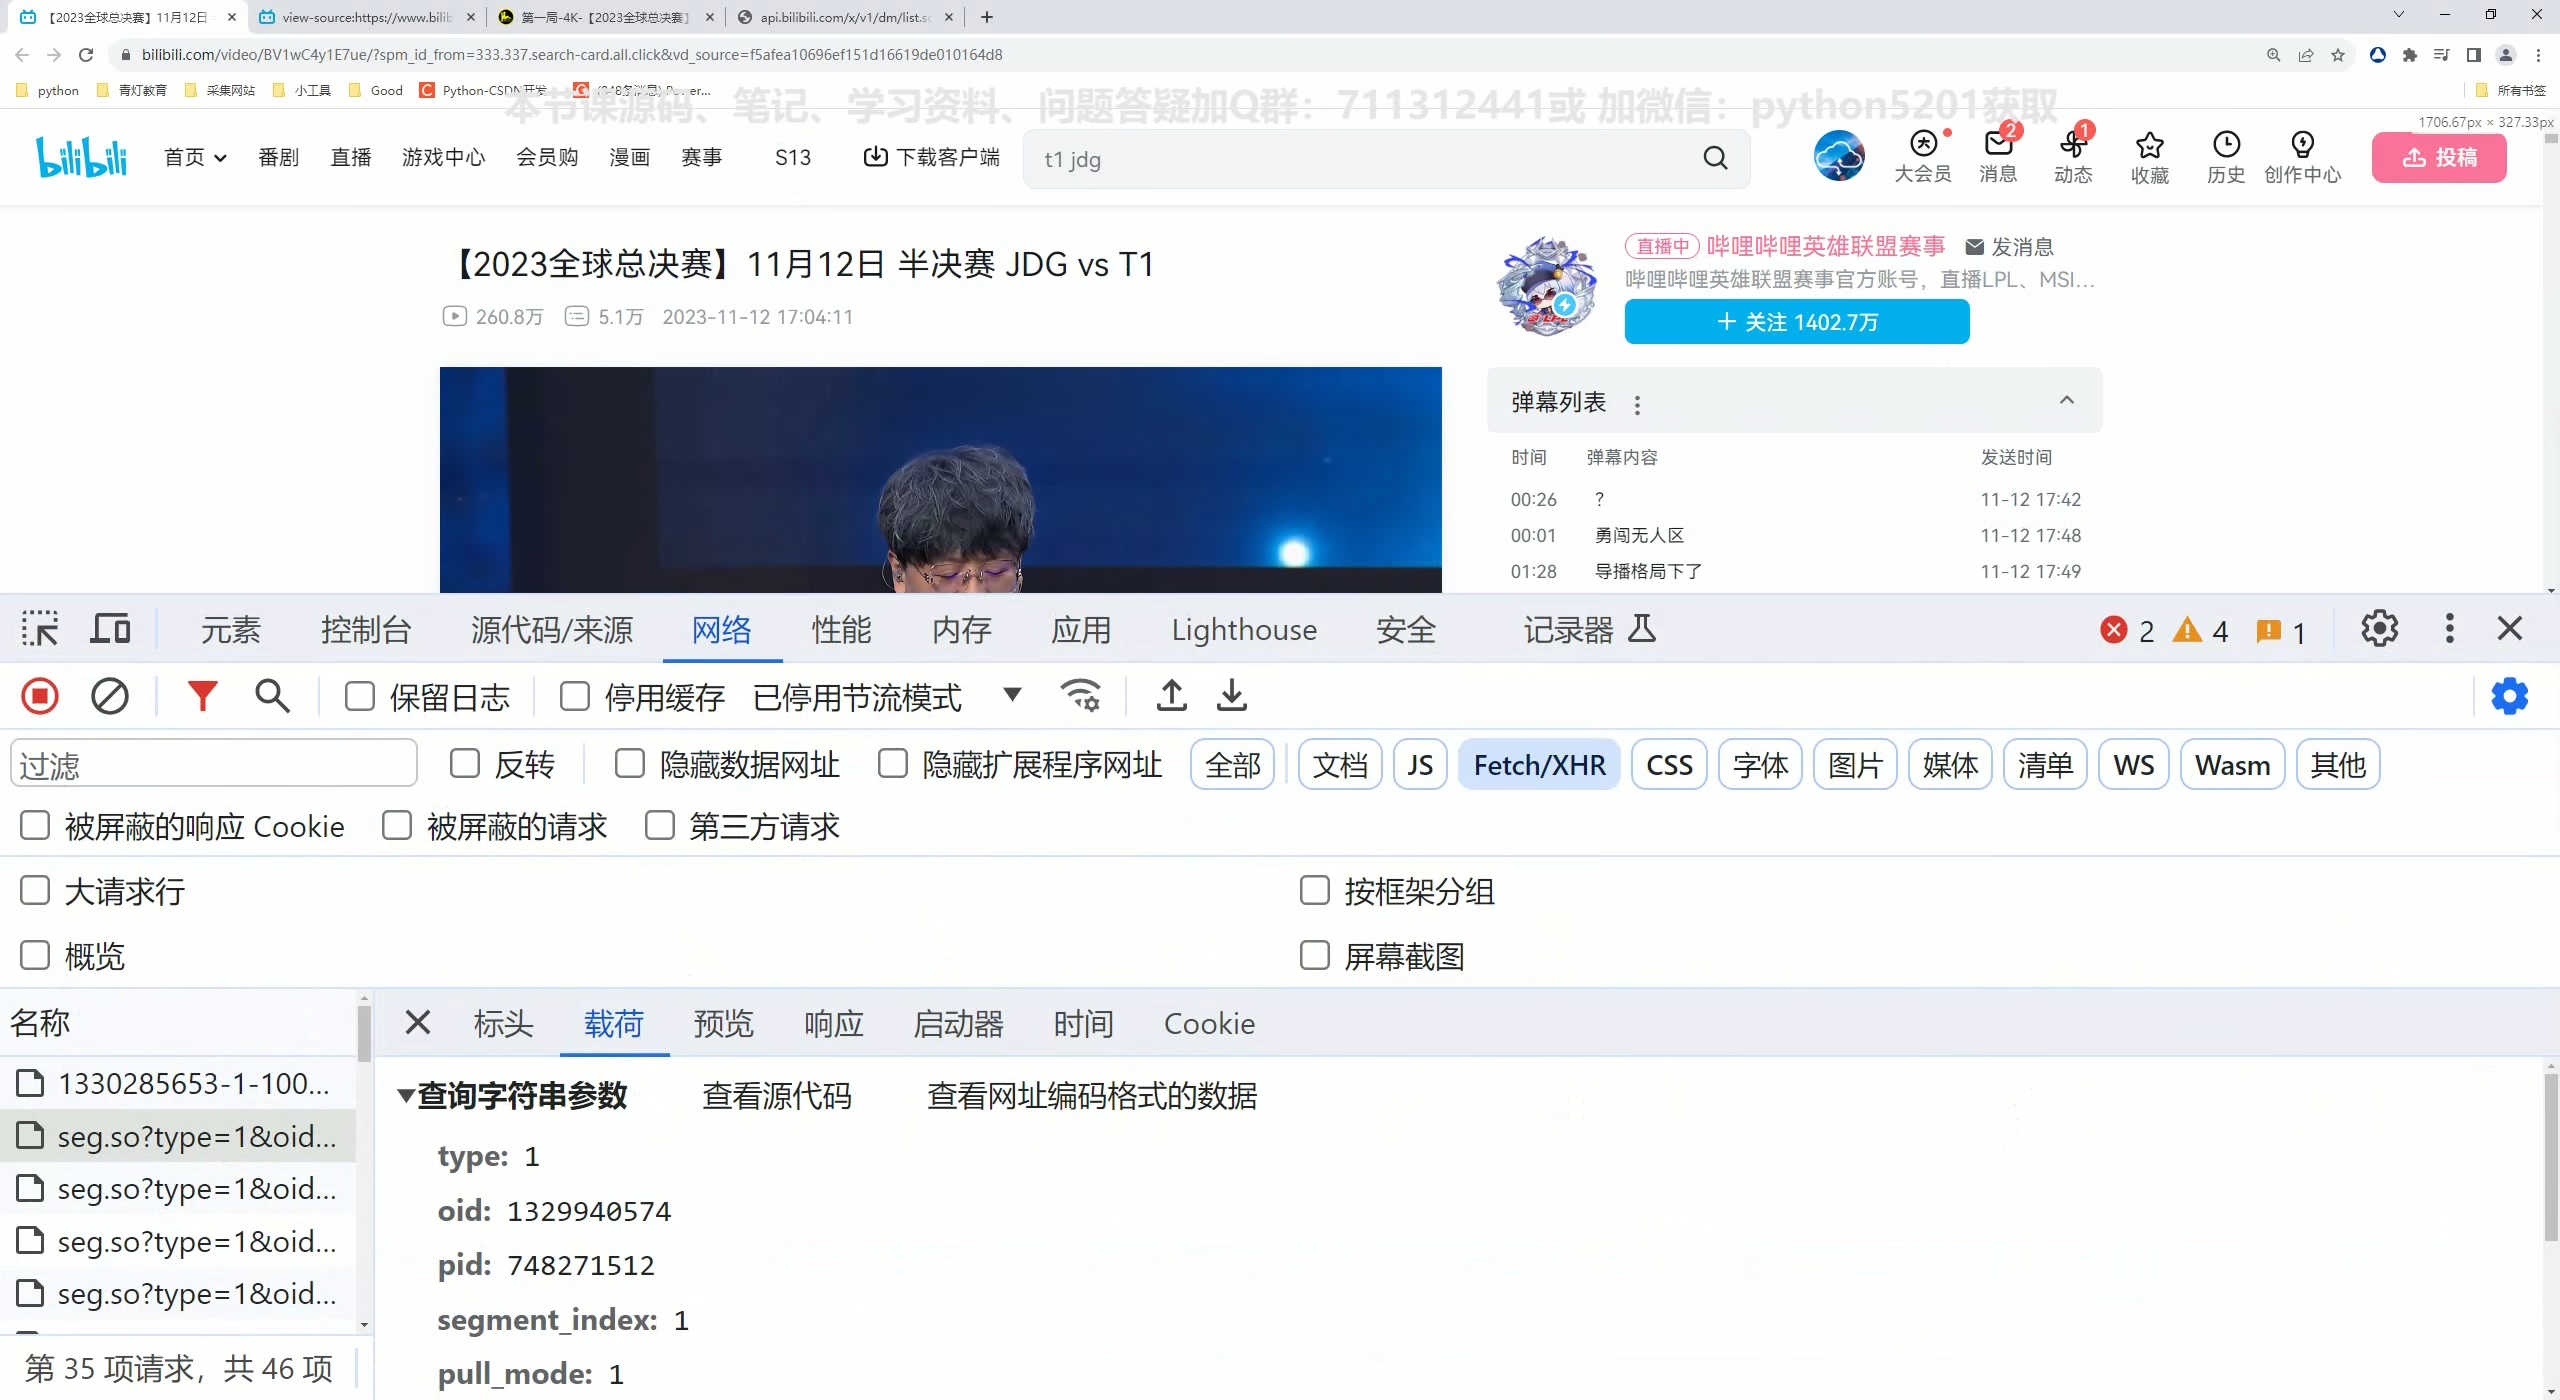 【2023全球总决赛】11月12日
view-source:https://www.bilib
第一局-4K-【2023全球总决赛】
api.bilibili.com/x/v1/dm/list.so
bilibili.com/video/BV1wC4y1E7ue/?spm_id_from=333.337.search-card.all.click&vd_source=f5afea10696ef151d16619de010164d8
python 青灯教育 采集网站 小工具 Good Python-CSDN开发 所有书签
本节课源码、笔记、学习资料、问题答疑加Q群：711312441或 加微信：python5201获取
1706.67px × 327.33px
bilibili 首页 番剧 直播 游戏中心 会员购 漫画 赛事 S13 下载客户端 t1 jdg 大会员 2 消息 1 动态 收藏 历史 创作中心 投稿
【2023全球总决赛】11月12日 半决赛 JDG vs T1
260.8万 5.1万 2023-11-12 17:04:11
直播中 哔哩哔哩英雄联盟赛事 发消息
哔哩哔哩英雄联盟赛事官方账号，直播LPL、MSI…
+ 关注 1402.7万
弹幕列表
时间 弹幕内容 发送时间
00:26 ？ 11-12 17:42
00:01 勇闯无人区 11-12 17:48
01:28 导播格局下了 11-12 17:49
元素 控制台 源代码/来源 网络 性能 内存 应用 Lighthouse 安全 记录器 2 4 1
保留日志 停用缓存 已停用节流模式
过滤 反转 隐藏数据网址 隐藏扩展程序网址 全部 文档 JS Fetch/XHR CSS 字体 图片 媒体 清单 WS Wasm 其他
被屏蔽的响应 Cookie 被屏蔽的请求 第三方请求
大请求行 按框架分组
概览 屏幕截图
名称
1330285653-1-100...
seg.so?type=1&oid...
seg.so?type=1&oid...
seg.so?type=1&oid...
seg.so?type=1&oid...
第 35 项请求，共 46 项
标头 载荷 预览 响应 启动器 时间 Cookie
查询字符串参数 查看源代码 查看网址编码格式的数据
type: 1
oid: 1329940574
pid: 748271512
segment_index: 1
pull_mode: 1